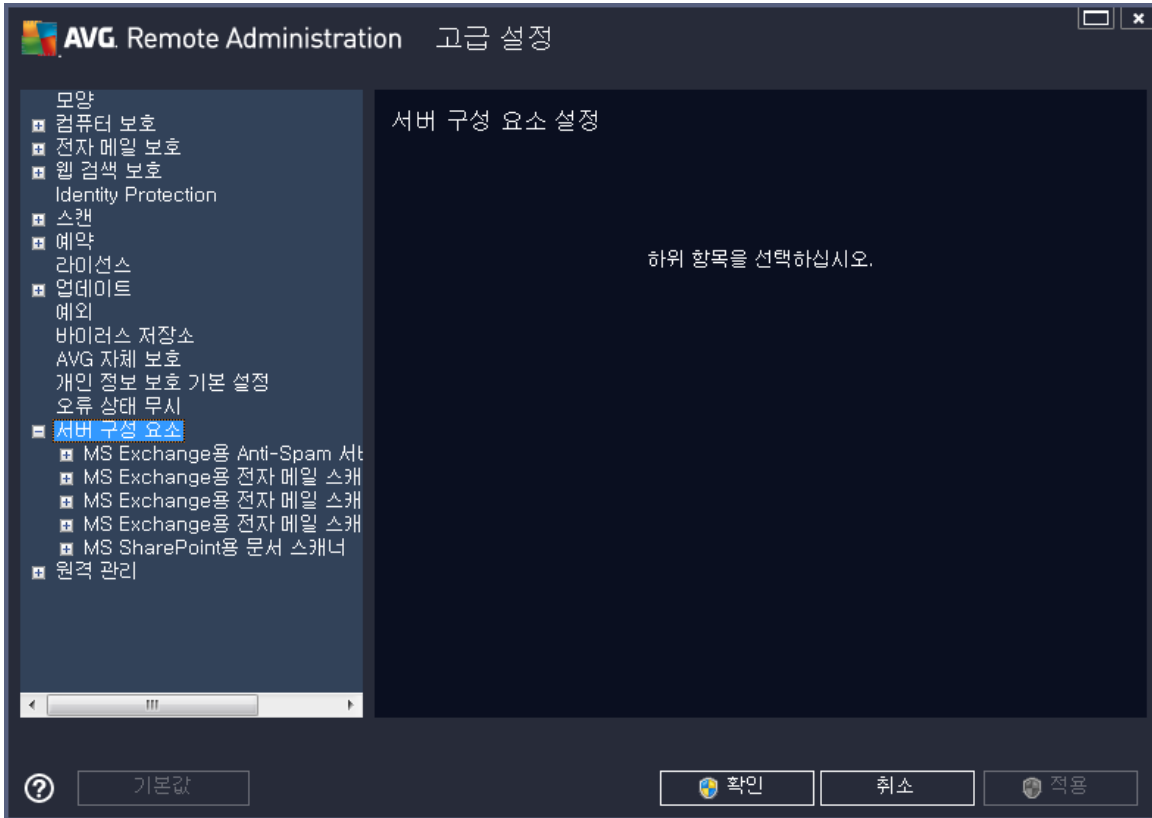 AVG. Remote Administration 고급 설정
모양
컴퓨터 보호
전자 메일 보호
웹 검색 보호
Identity Protection
스캔
예약
라이선스
업데이트
예외
바이러스 저장소
AVG 자체 보호
개인 정보 보호 기본 설정
오류 상태 무시
서버 구성 요소
MS Exchange용 Anti-Spam
MS Exchange용 전자 메일 스캐
MS Exchange용 전자 메일 스캐
MS Exchange용 전자 메일 스캐
MS SharePoint용 문서 스캐너
원격 관리
서버 구성 요소 설정
하위 항목을 선택하십시오.
기본값
확인
취소
적용